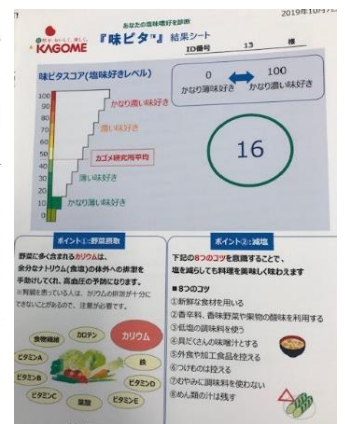 2019年10月
あなたの塩味嗜好を診断
KAGOME
『味ピタ™』結果シート
ID番号 13 様
味ピタスコア(塩味好きレベル)
0 100
かなり薄味好き かなり濃い味好き
100
90
80
70
60
50
40
30
20
10
0
かなり濃い味好き
濃い味好き
カゴメ研究所平均
薄い味好き
かなり薄い味好き
16
ポイント①:野菜摂取
野菜に多く含まれるカリウムは、
余分なナトリウム(食塩)の体外への排泄を
手助けしてくれ、高血圧の予防になります。
※腎臓を患っている人は、カリウムの排泄が十分に
できないことがあるので、注意が必要です。
食物繊維
カロテン
カリウム
ビタミンA
鉄
ビタミンB
ビタミンD
ビタミンC
葉酸
ビタミンE
ポイント②:減塩
下記の8つのコツを意識することで、
塩を減らしても料理を美味しく味わえます
■8つのコツ
①新鮮な食材を用いる
②香辛料、香味野菜や果物の酸味を利用する
③低塩の調味料を使う
④具だくさんの味噌汁とする
⑤外食や加工食品を控える
⑥つけものは控える
⑦むやみに調味料を使わない
⑧めん類の汁は残す